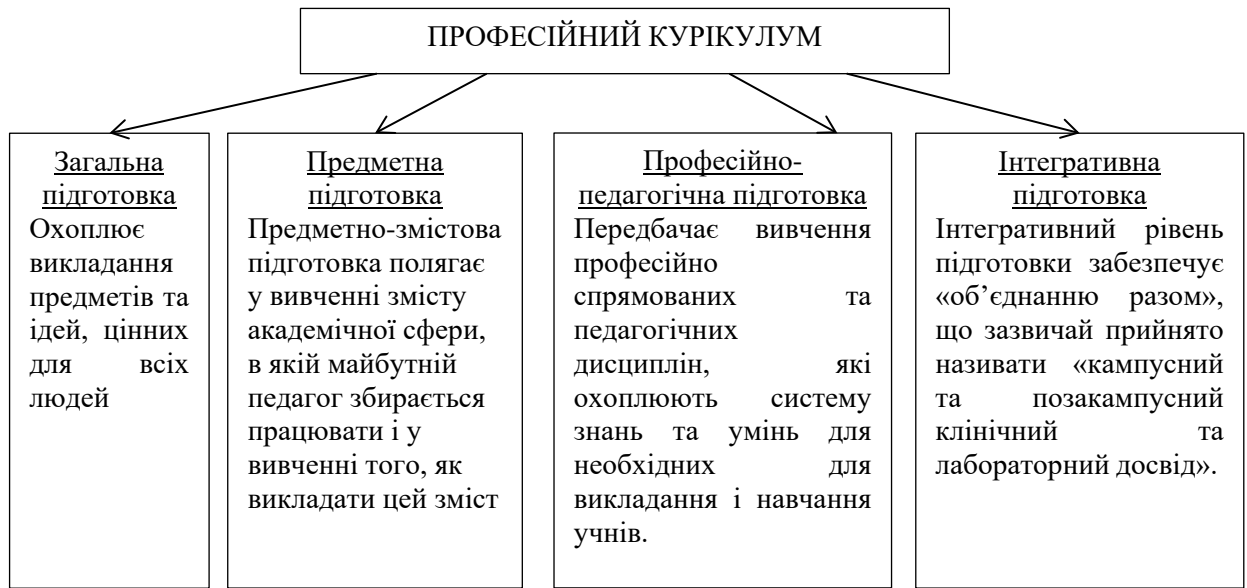 ПРОФЕСІЙНИЙ КУРІКУЛУМ
Загальна
підготовка
Охоплює
викладання
предметів та
ідей, цінних
для всіх
людей
Предметна
підготовка
Предметно-змістова
підготовка полягає
у вивченні змісту
академічної сфери,
в якій майбутній
педагог збирається
працювати і у
вивченні того, як
викладати цей зміст
Професійно-
педагогічна підготовка
Передбачає вивчення
професійно
спрямованих та
педагогічних
дисциплін, які
охоплюють систему
знань та умінь для
необхідних для
викладання і навчання
учнів.
Інтегративна
підготовка
Інтегративний рівень
підготовки забезпечує
«об’єднанню разом»,
що зазвичай прийнято
називати «кампусний
та позакампусний
клінічний та
лабораторний досвід».